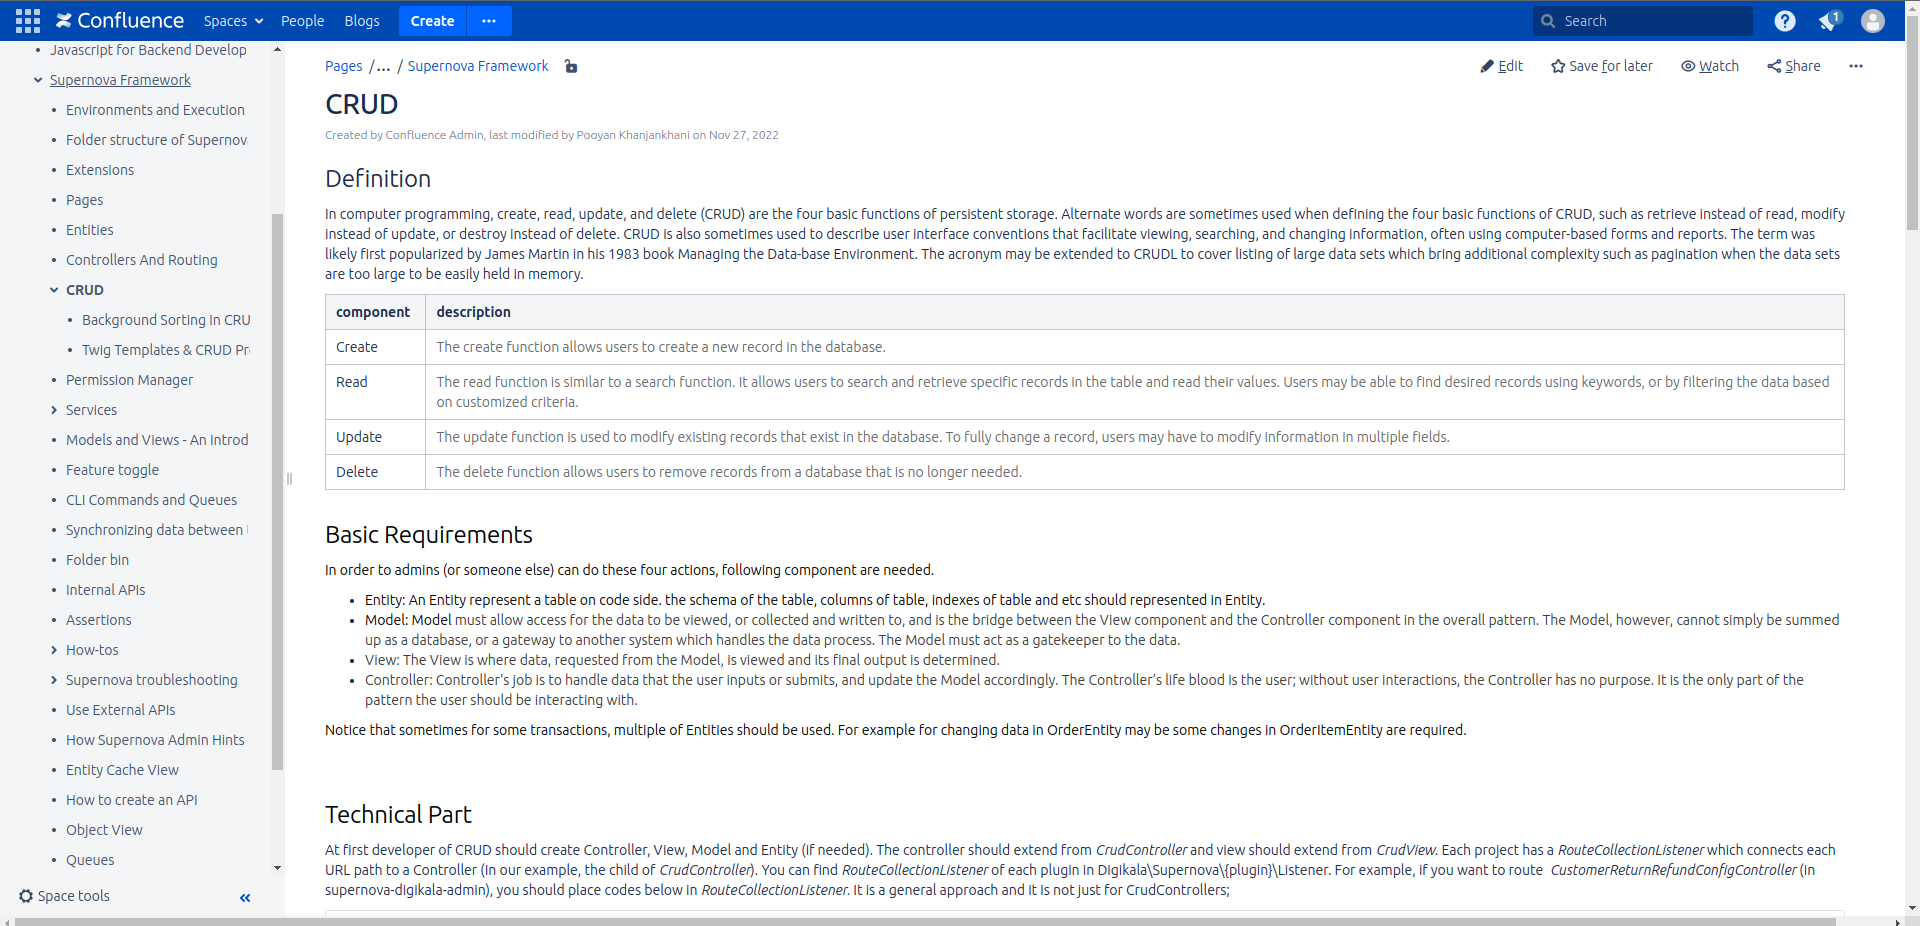 Confluence Spaces People Blogs Create ••• Search 1
Javascript for Backend Develop
Supernova Framework
Environments and Execution
Folder structure of Supernov
Extensions
Pages
Entities
Controllers And Routing
CRUD
Background Sorting in CRU
Twig Templates & CRUD Pr
Permission Manager
Services
Models and Views - An Introd
Feature toggle
CLI Commands and Queues
Synchronizing data between
Folder bin
Internal APIs
Assertions
How-tos
Supernova troubleshooting
Use External APIs
How Supernova Admin Hints
Entity Cache View
How to create an API
Object View
Queues
Space tools
Pages /... / Supernova Framework
Edit Save for later Watch Share •••
CRUD
Created by Confluence Admin, last modified by Pooyan Khanjankhani on Nov 27, 2022
Definition
In computer programming, create, read, update, and delete (CRUD) are the four basic functions of persistent storage. Alternate words are sometimes used when defining the four basic functions of CRUD, such as retrieve instead of read, modify
instead of update, or destroy instead of delete. CRUD is also sometimes used to describe user interface conventions that facilitate viewing, searching, and changing information, often using computer-based forms and reports. The term was
likely first popularized by James Martin in his 1983 book Managing the Data-base Environment. The acronym may be extended to CRUDL to cover listing of large data sets which bring additional complexity such as pagination when the data sets
are too large to be easily held in memory.
component description
Create The create function allows users to create a new record in the database.
Read The read function is similar to a search function. It allows users to search and retrieve specific records in the table and read their values. Users may be able to find desired records using keywords, or by filtering the data based
on customized criteria.
Update The update function is used to modify existing records that exist in the database. To fully change a record, users may have to modify information in multiple fields.
Delete The delete function allows users to remove records from a database that is no longer needed.
Basic Requirements
In order to admins (or someone else) can do these four actions, following component are needed.
• Entity: An Entity represent a table on code side. the schema of the table, columns of table, indexes of table and etc should represented in Entity.
• Model: Model must allow access for the data to be viewed, or collected and written to, and is the bridge between the View component and the Controller component in the overall pattern. The Model, however, cannot simply be summed
up as a database, or a gateway to another system which handles the data process. The Model must act as a gatekeeper to the data.
• View: The View is where data, requested from the Model, is viewed and its final output is determined.
• Controller: Controller's job is to handle data that the user inputs or submits, and update the Model accordingly. The Controller's life blood is the user; without user interactions, the Controller has no purpose. It is the only part of the
pattern the user should be interacting with.
Notice that sometimes for some transactions, multiple of Entities should be used. For example for changing data in OrderEntity may be some changes in OrderItemEntity are required.
Technical Part
At first developer of CRUD should create Controller, View, Model and Entity (if needed). The controller should extend from CrudController and view should extend from CrudView. Each project has a RouteCollectionListener which connects each
URL path to a Controller (In our example, the child of CrudController). You can find RouteCollectionListener of each plugin in Digikala\Supernova\{plugin}\Listener. For example, if you want to route CustomerReturnRefundConfigController (in
supernova-digikala-admin), you should place codes below in RouteCollectionListener. It is a general approach and it is not just for CrudControllers;